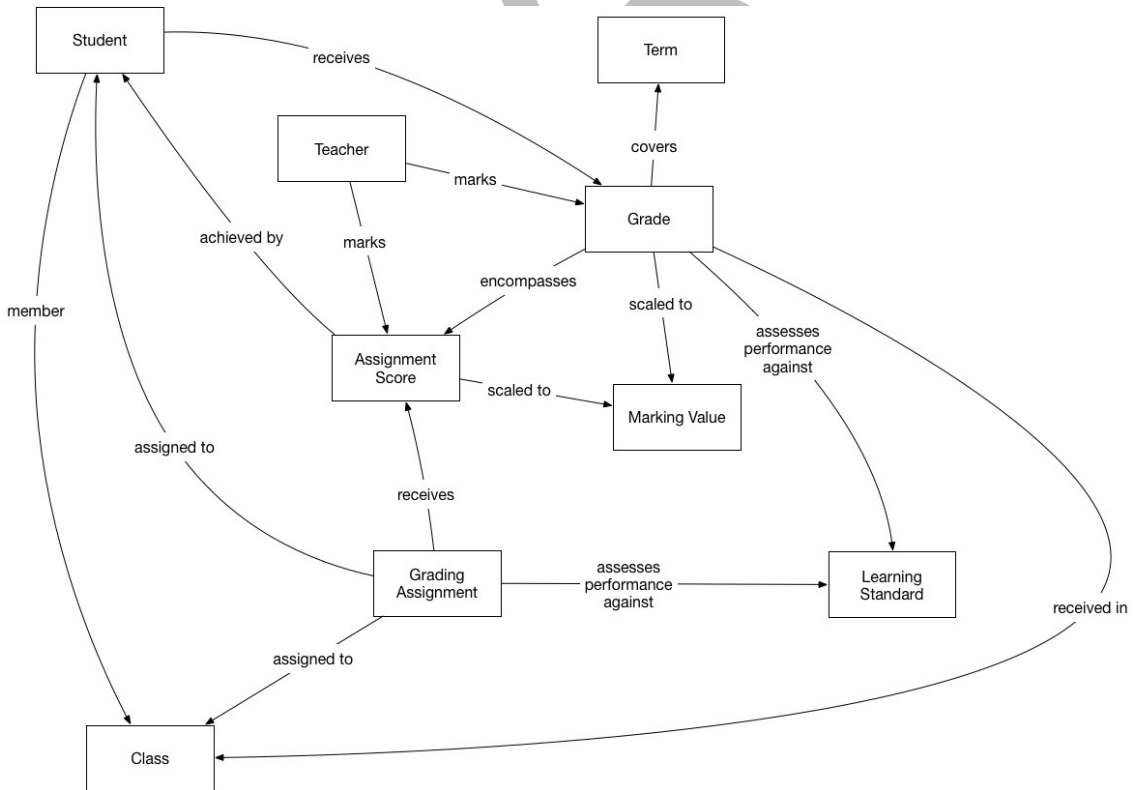 Student
Term
receives
Teacher
covers
marks
Grade
achieved by
marks
encompasses
scaled to
member
assesses
performance
against
Assignment
Score
scaled to
Marking Value
assigned to
receives
Grading
Assignment
assesses
performance
against
Learning
Standard
received in
assigned to
Class